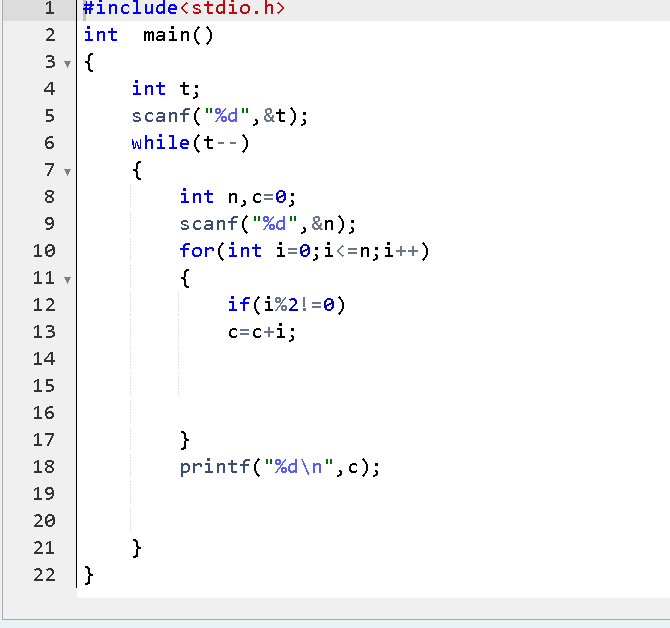 1 #include<stdio.h>
2 int  main()
3 {
4     int t;
5     scanf("%d",&t);
6     while(t--)
7     {
8         int n,c=0;
9         scanf("%d",&n);
10         for(int i=0;i<=n;i++)
11         {
12             if(i%2!=0)
13             c=c+i;
14
15
16
17         }
18         printf("%d\n",c);
19
20
21     }
22 }